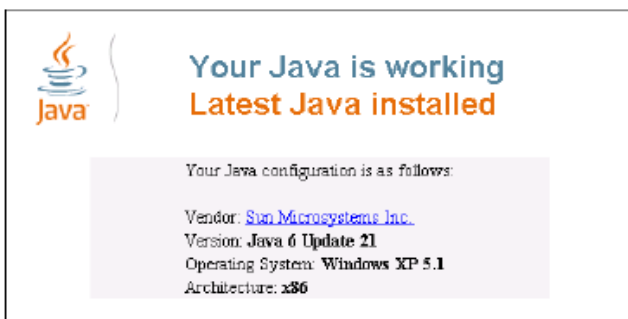 Java
Your Java is working
Latest Java installed
Your Java configuration is as follows:
Vendor: Sun Microsystems Inc.
Version: Java 6 Update 21
Operating System: Windows XP 5.1
Architecture: x86